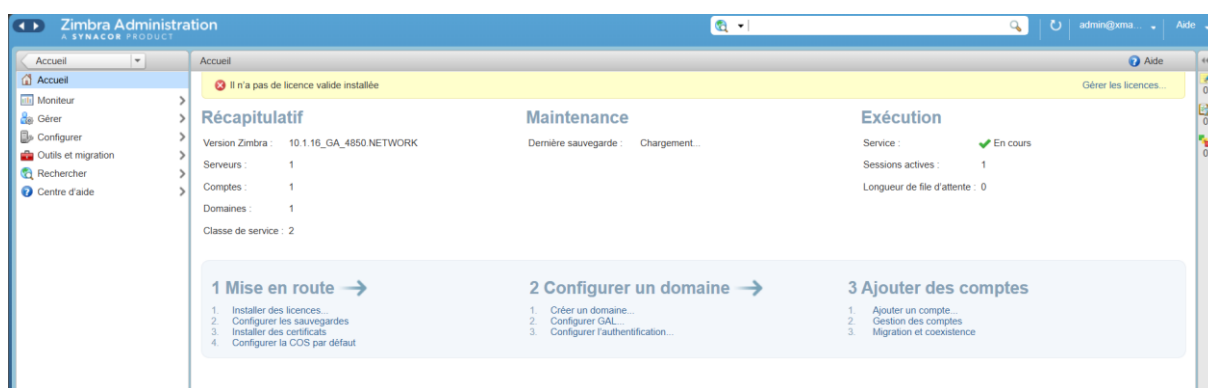 Zimbra Administration
A SYNACOR PRODUCT
admin@xma...
Aide
Accueil
Accueil
Aide
Accueil
Moniteur
Gérer
Configurer
Outils et migration
Rechercher
Centre d'aide
Il n'a pas de licence valide installée
Gérer les licences...
Récapitulatif
Version Zimbra : 10.1.16_GA_4850.NETWORK
Serveurs : 1
Comptes : 1
Domaines : 1
Classe de service : 2
Maintenance
Dernière sauvegarde : Chargement...
Exécution
Service : En cours
Sessions actives : 1
Longueur de file d'attente : 0
1 Mise en route
1. Installer des licences...
2. Configurer les sauvegardes
3. Installer des certificats
4. Configurer la COS par défaut
2 Configurer un domaine
1. Créer un domaine...
2. Configurer GAL...
3. Configurer l'authentification...
3 Ajouter des comptes
1. Ajouter un compte...
2. Gestion des comptes
3. Migration et coexistence
0
0
0